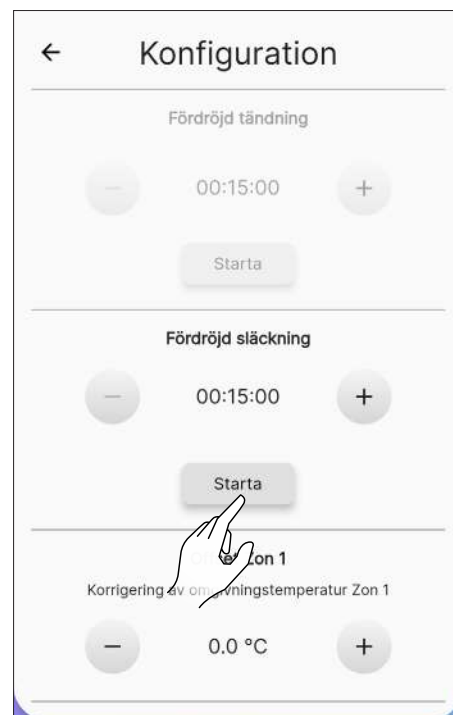 Konfiguration
Fördröjd tändning
− 00:15:00 +
Starta
Fördröjd släckning
− 00:15:00 +
Starta
Zon 1
Korrigering av omgivningstemperatur Zon 1
− 0.0 °C +